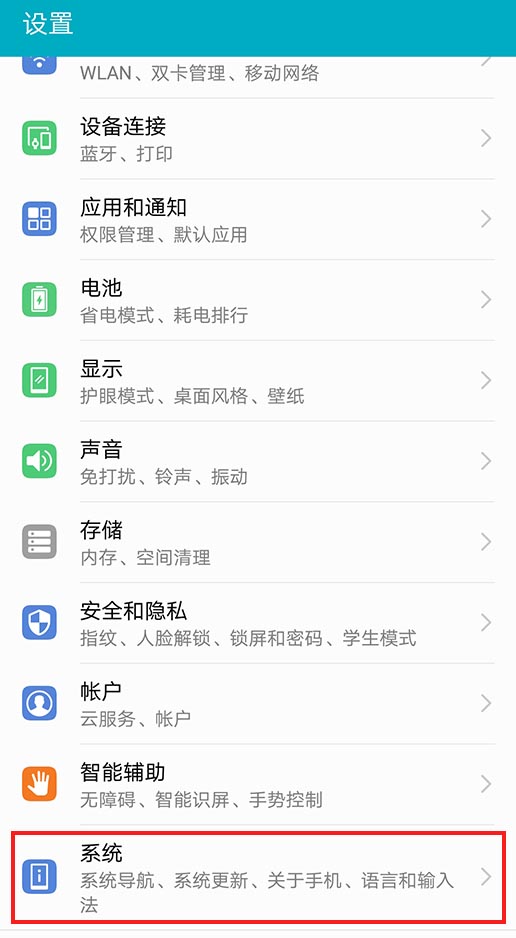 设置
WLAN、双卡管理、移动网络
设备连接
蓝牙、打印
应用和通知
权限管理、默认应用
电池
省电模式、耗电排行
显示
护眼模式、桌面风格、壁纸
声音
免打扰、铃声、振动
存储
内存、空间清理
安全和隐私
指纹、人脸解锁、锁屏和密码、学生模式
帐户
云服务、帐户
智能辅助
无障碍、智能识屏、手势控制
系统
系统导航、系统更新、关于手机、语言和输入
法